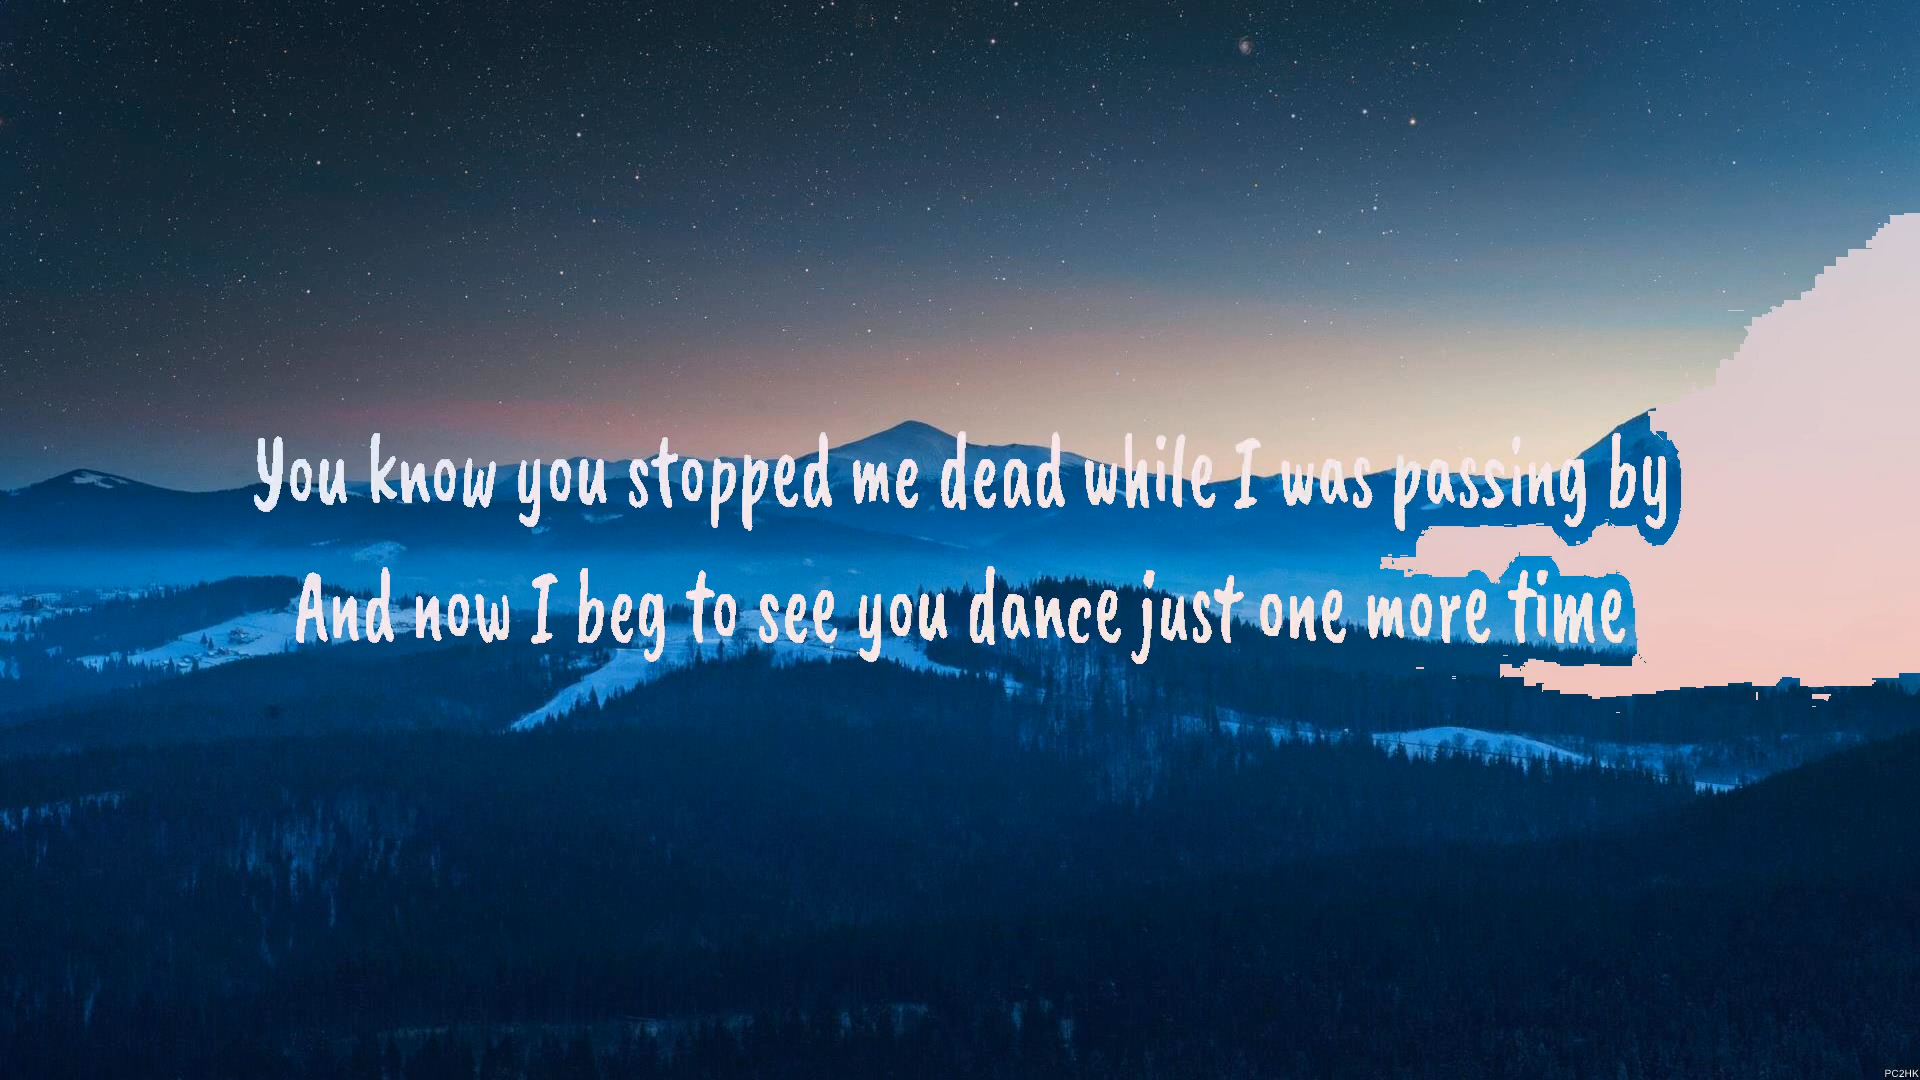 You know you stopped me dead while I was passing by
And now I beg to see you dance just one more time
PC2HK